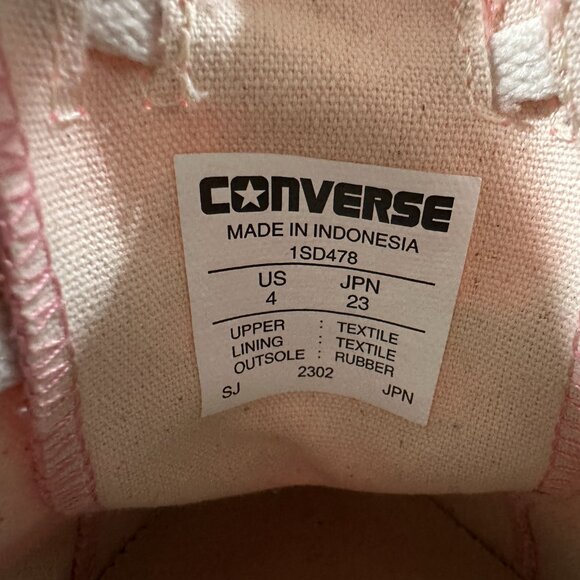 CONVERSE
MADE IN INDONESIA
1SD478
US JPN
4 23
UPPER : TEXTILE
LINING : TEXTILE
OUTSOLE : RUBBER
SJ 2302 JPN